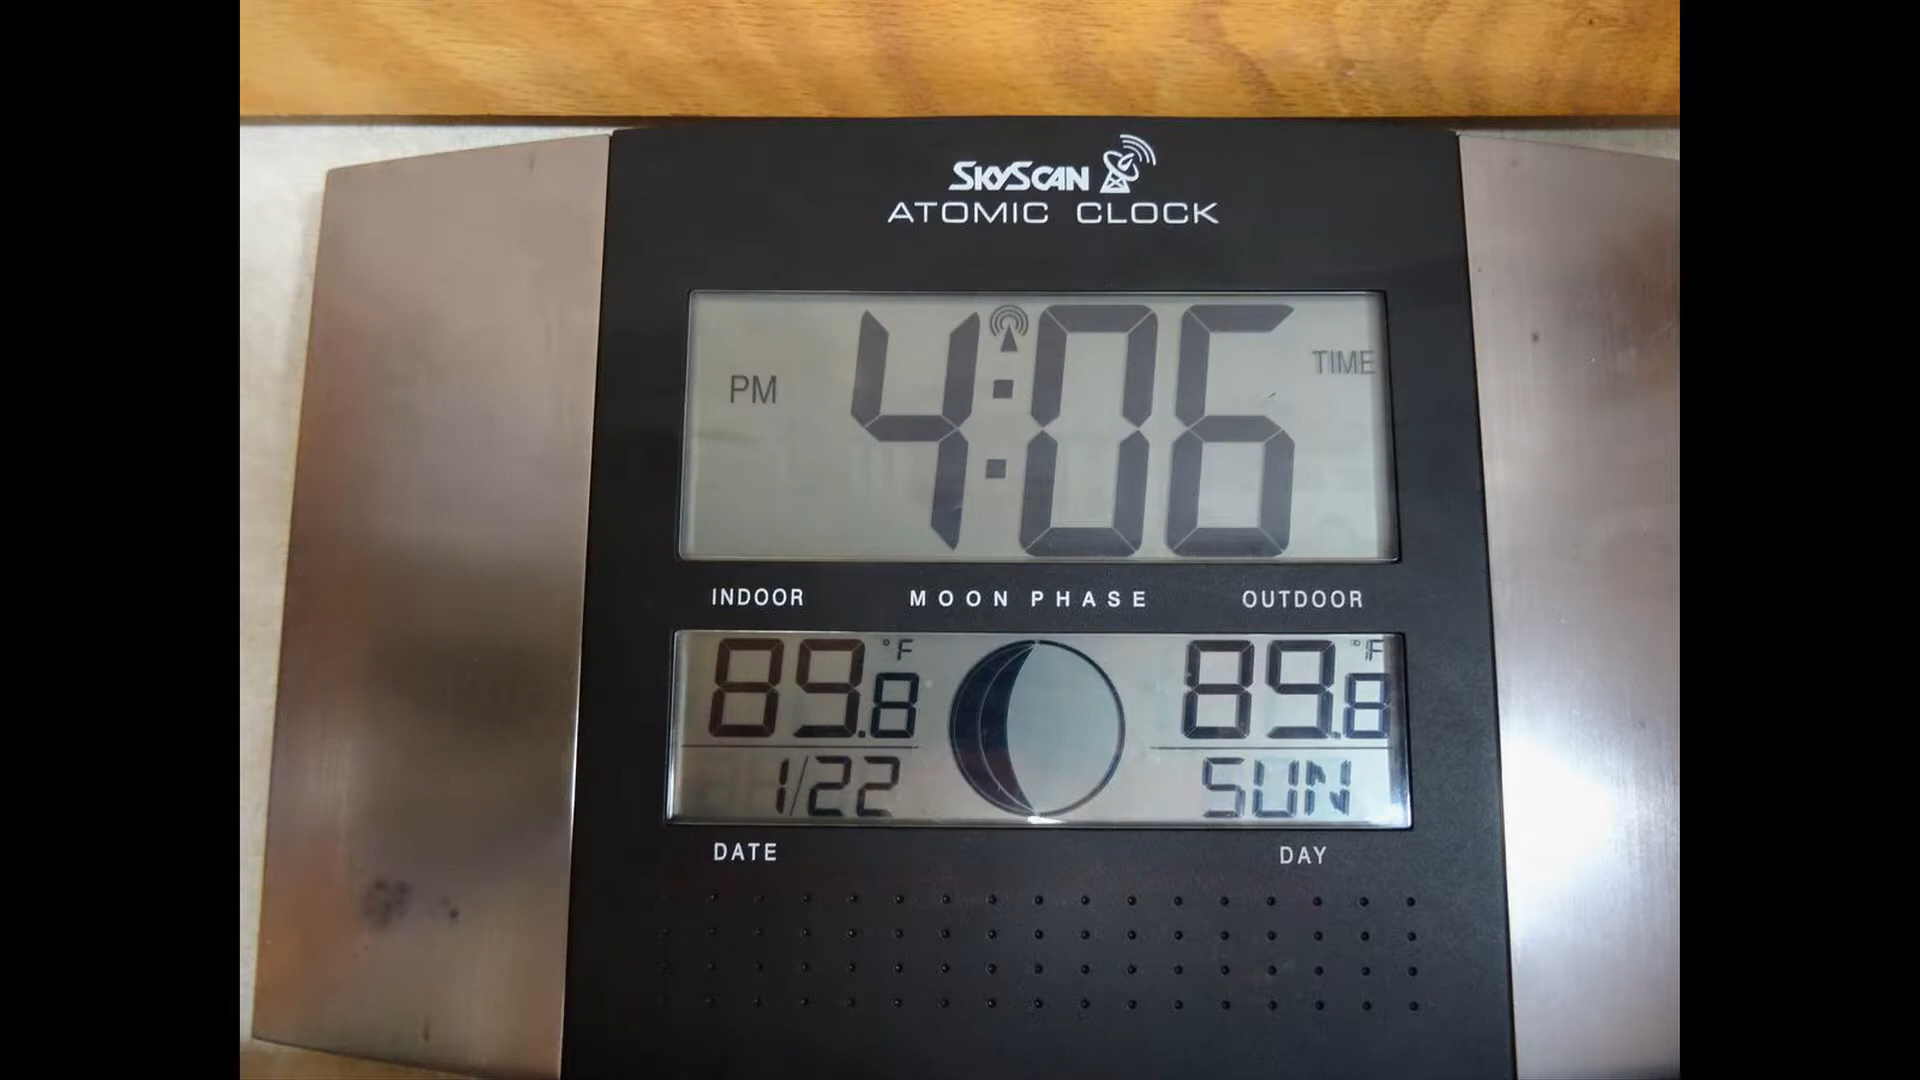 SKYSCAN
ATOMIC CLOCK
PM 4:06 TIME
INDOOR MOON PHASE OUTDOOR
89.8 °F 89.8 °F
1/22 SUN
DATE DAY